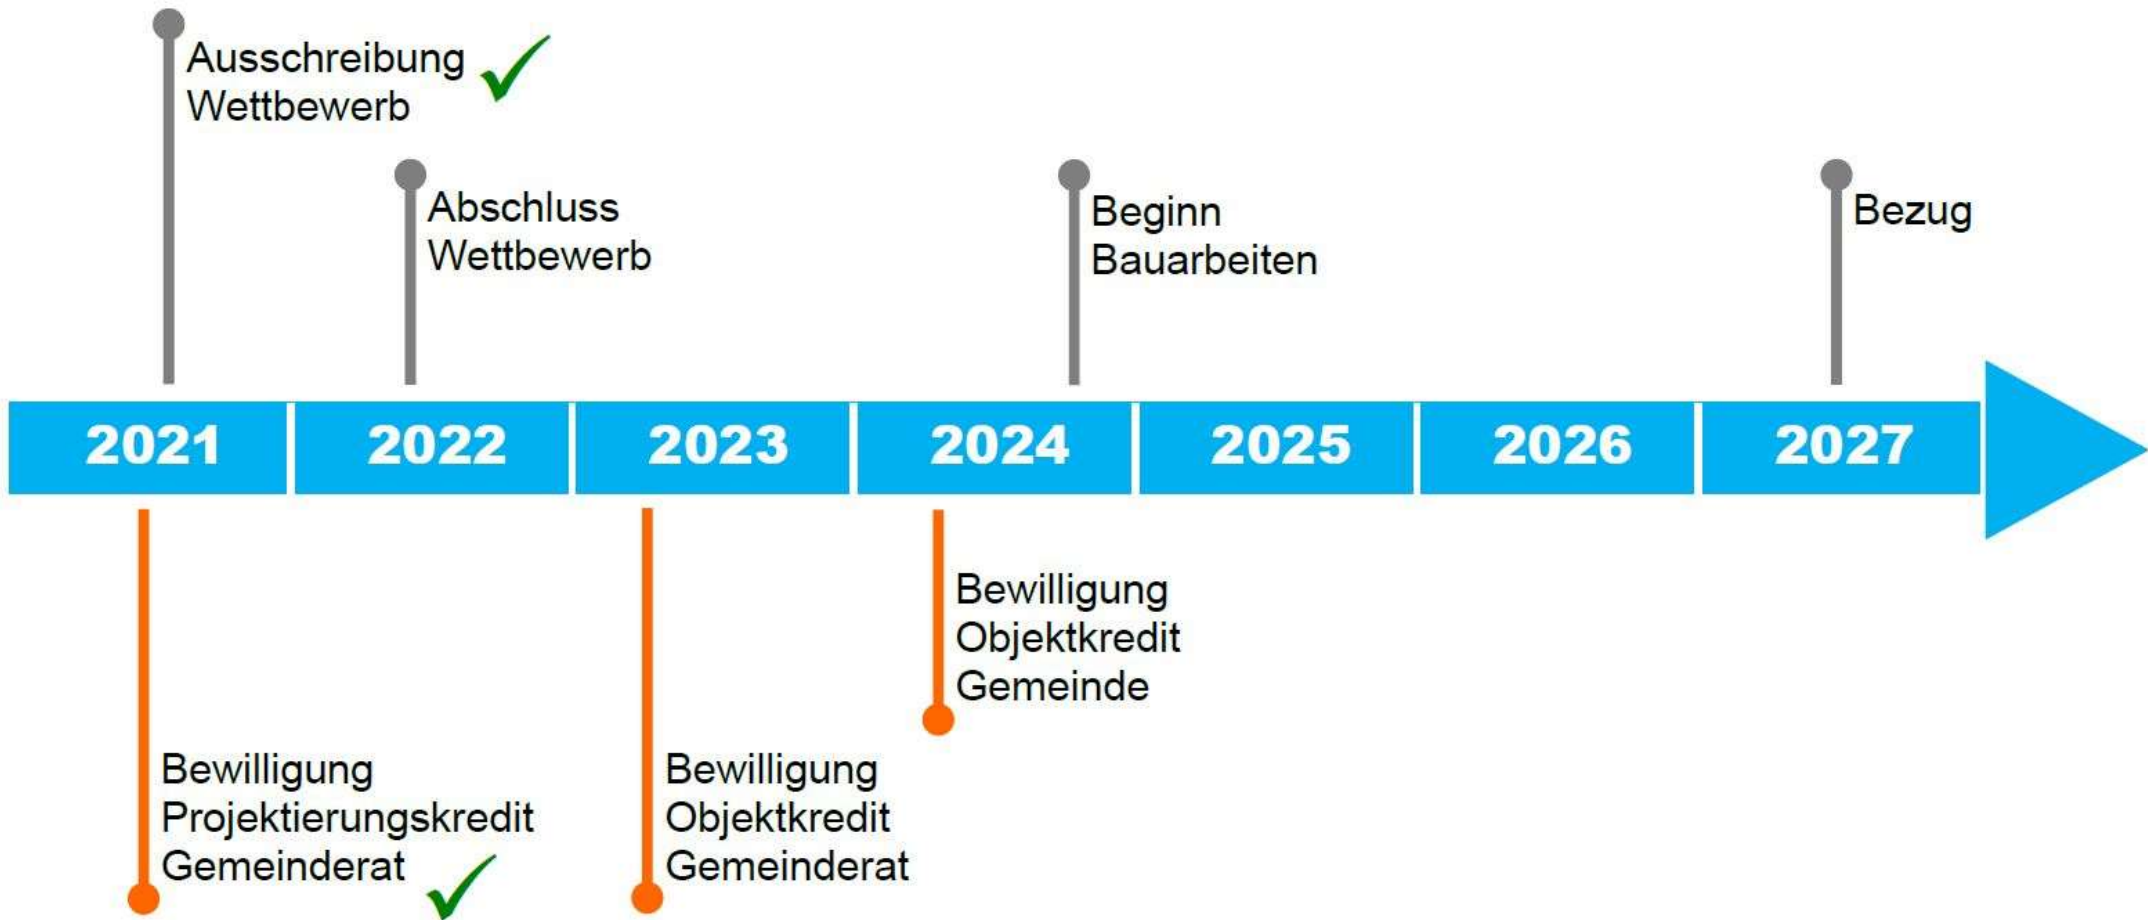 Ausschreibung
Wettbewerb
Abschluss
Wettbewerb
Beginn
Bauarbeiten
Bezug
2021 2022 2023 2024 2025 2026 2027
Bewilligung
Projektierungskredit
Gemeinderat
Bewilligung
Objektkredit
Gemeinderat
Bewilligung
Objektkredit
Gemeinde